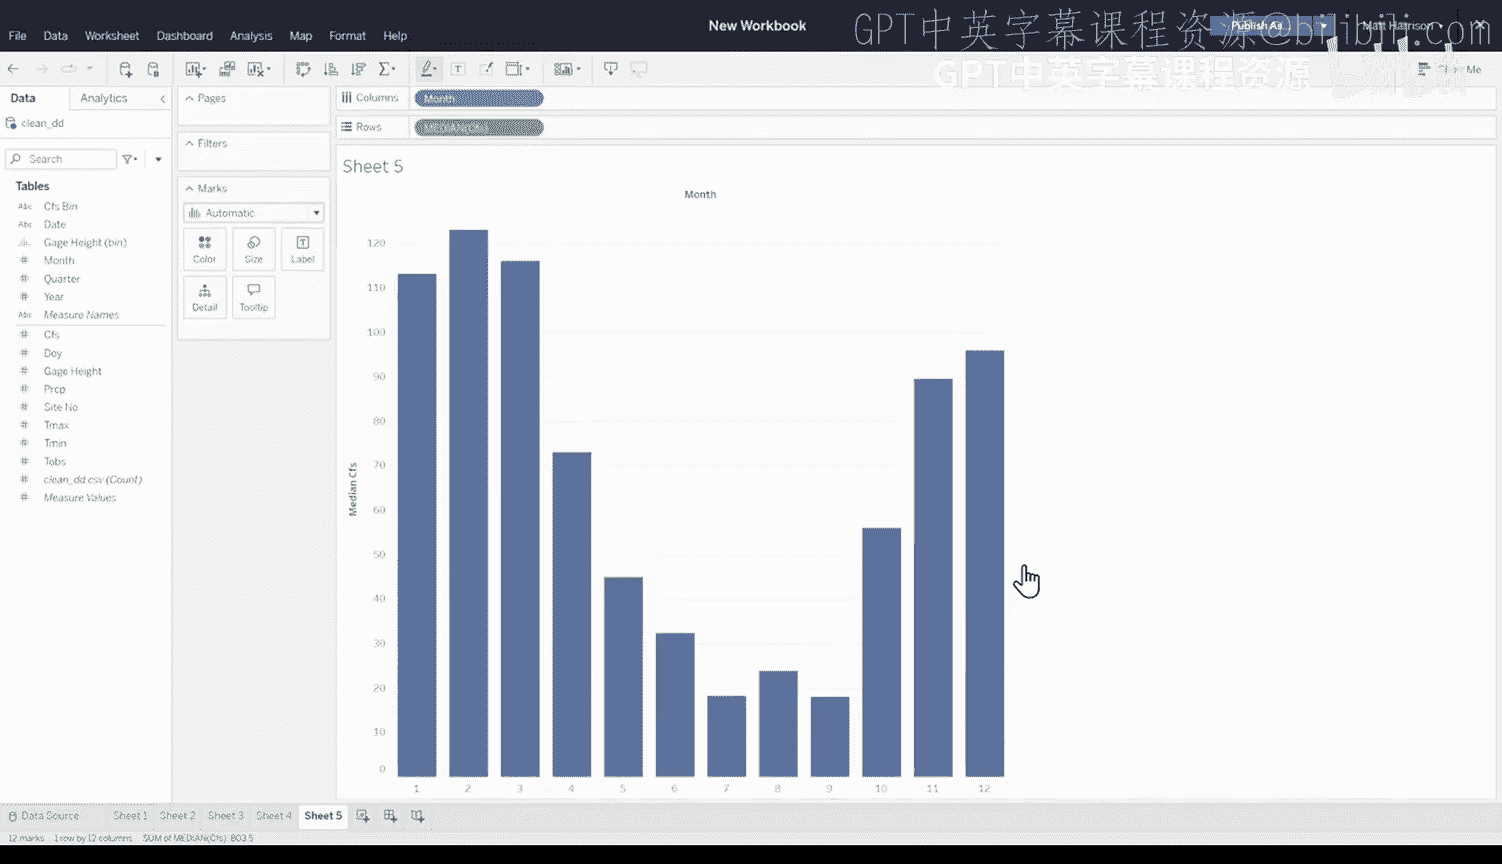 New Workbook
GPT中英字幕课程资源@bilibili.com
Publish As...
Matt Harrison
File Data Worksheet Dashboard Analysis Map Format Help
GPT中英字幕课程资源
Show Me
Data Analytics
clean_dd
Search
Tables
Abc Cfs Bin
Abc Date
Gage Height (bin)
# Month
# Quarter
# Year
Abc Measure Names
# Cfs
# Doy
# Gage Height
# Prcp
# Site No
# Tmax
# Tmin
# Tobs
# clean_dd.csv (Count)
# Measure Values
Pages
Filters
Marks
Automatic
Color Size Label
Detail Tooltip
Columns Month
Rows MEDIAN(Cfs)
Sheet 5
Month
Median Cfs
120
110
100
90
80
70
60
50
40
30
20
10
0
1 2 3 4 5 6 7 8 9 10 11 12
Data Source Sheet 1 Sheet 2 Sheet 3 Sheet 4 Sheet 5
12 marks 1 row by 12 columns SUM of MEDIAN(Cfs): 803.5